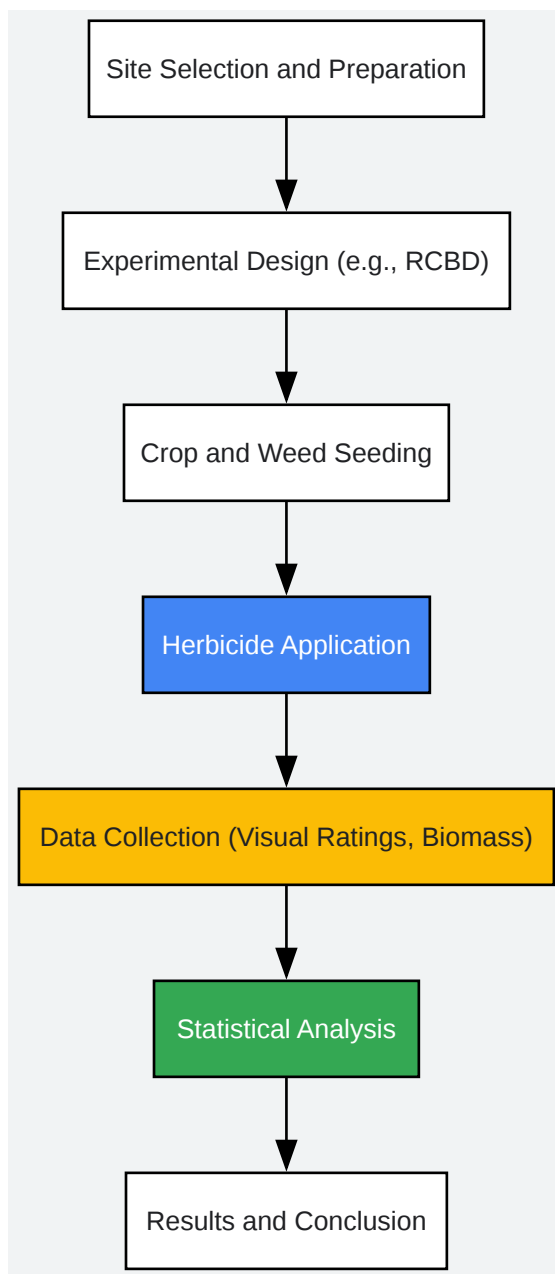 Site Selection and Preparation
Experimental Design (e.g., RCBD)
Crop and Weed Seeding
Herbicide Application
Data Collection (Visual Ratings, Biomass)
Statistical Analysis
Results and Conclusion